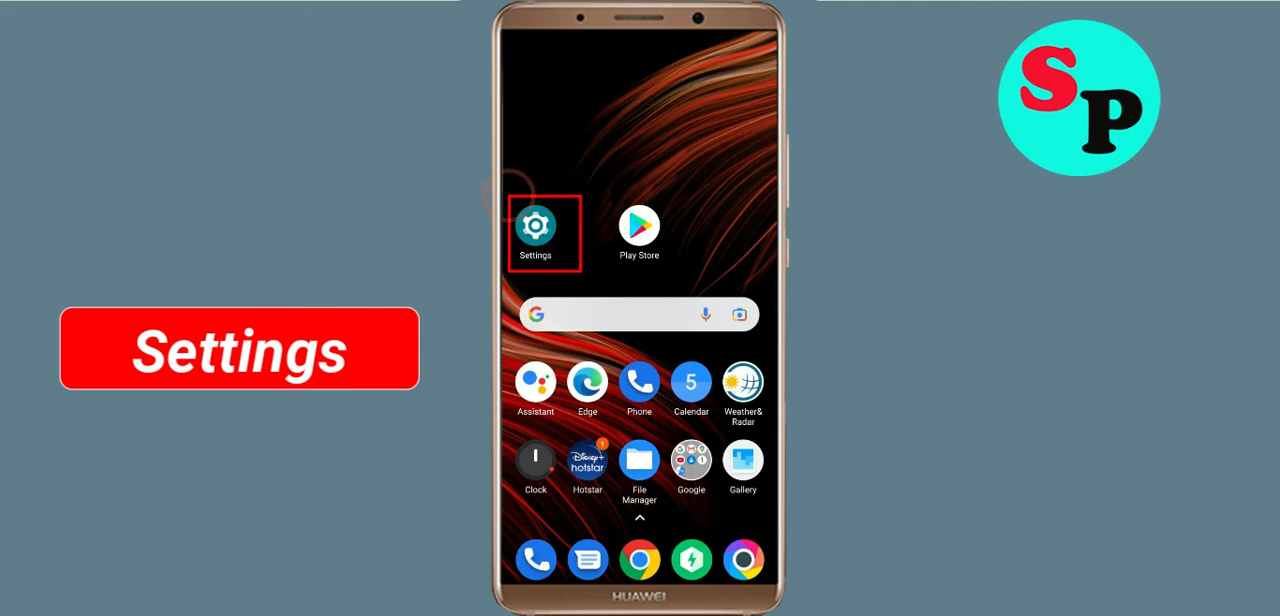 SP
Settings
Play Store
Settings
5
Assistant
Edge
Phone
Calendar
Weather&
Radar
1
Disney+
hotstar
Clock
Hotstar
File
Manager
Google
Gallery
HUAWEI